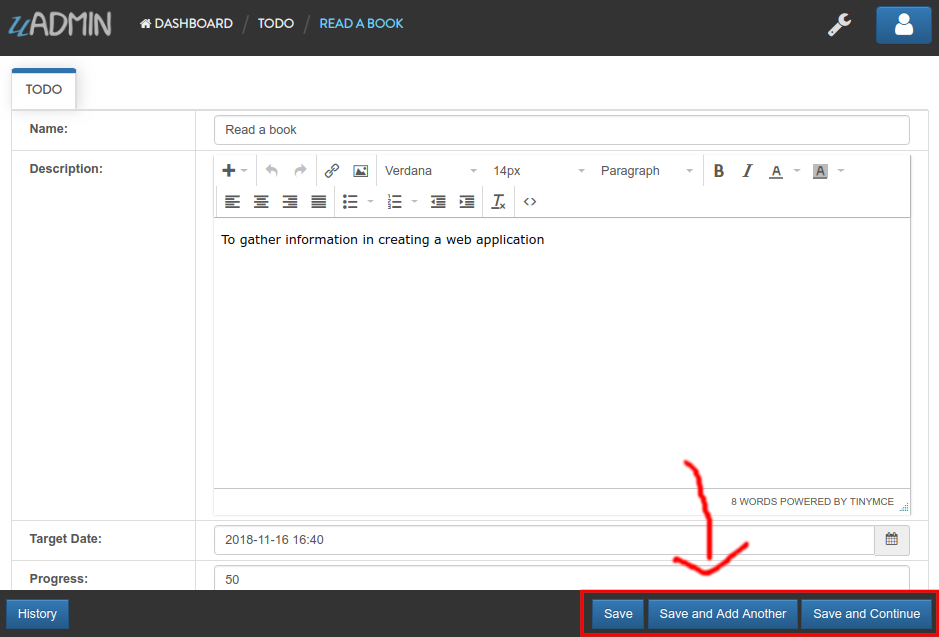 uADMIN DASHBOARD / TODO / READ A BOOK
TODO
Name: Read a book
Description:
Verdana 14px Paragraph B I A A
To gather information in creating a web application
8 WORDS POWERED BY TINYMCE
Target Date: 2018-11-16 16:40
Progress: 50
History Save Save and Add Another Save and Continue